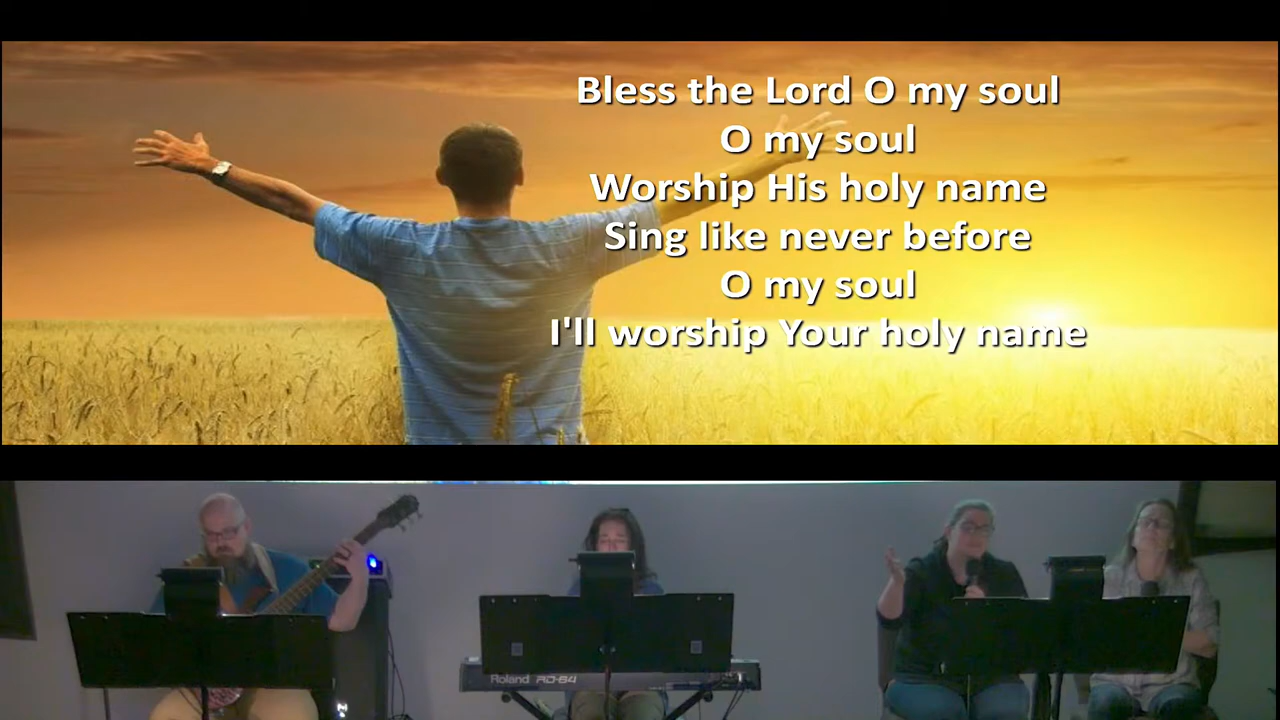 Bless the Lord O my soul
O my soul
Worship His holy name
Sing like never before
O my soul
I'll worship Your holy name
Roland RD-64